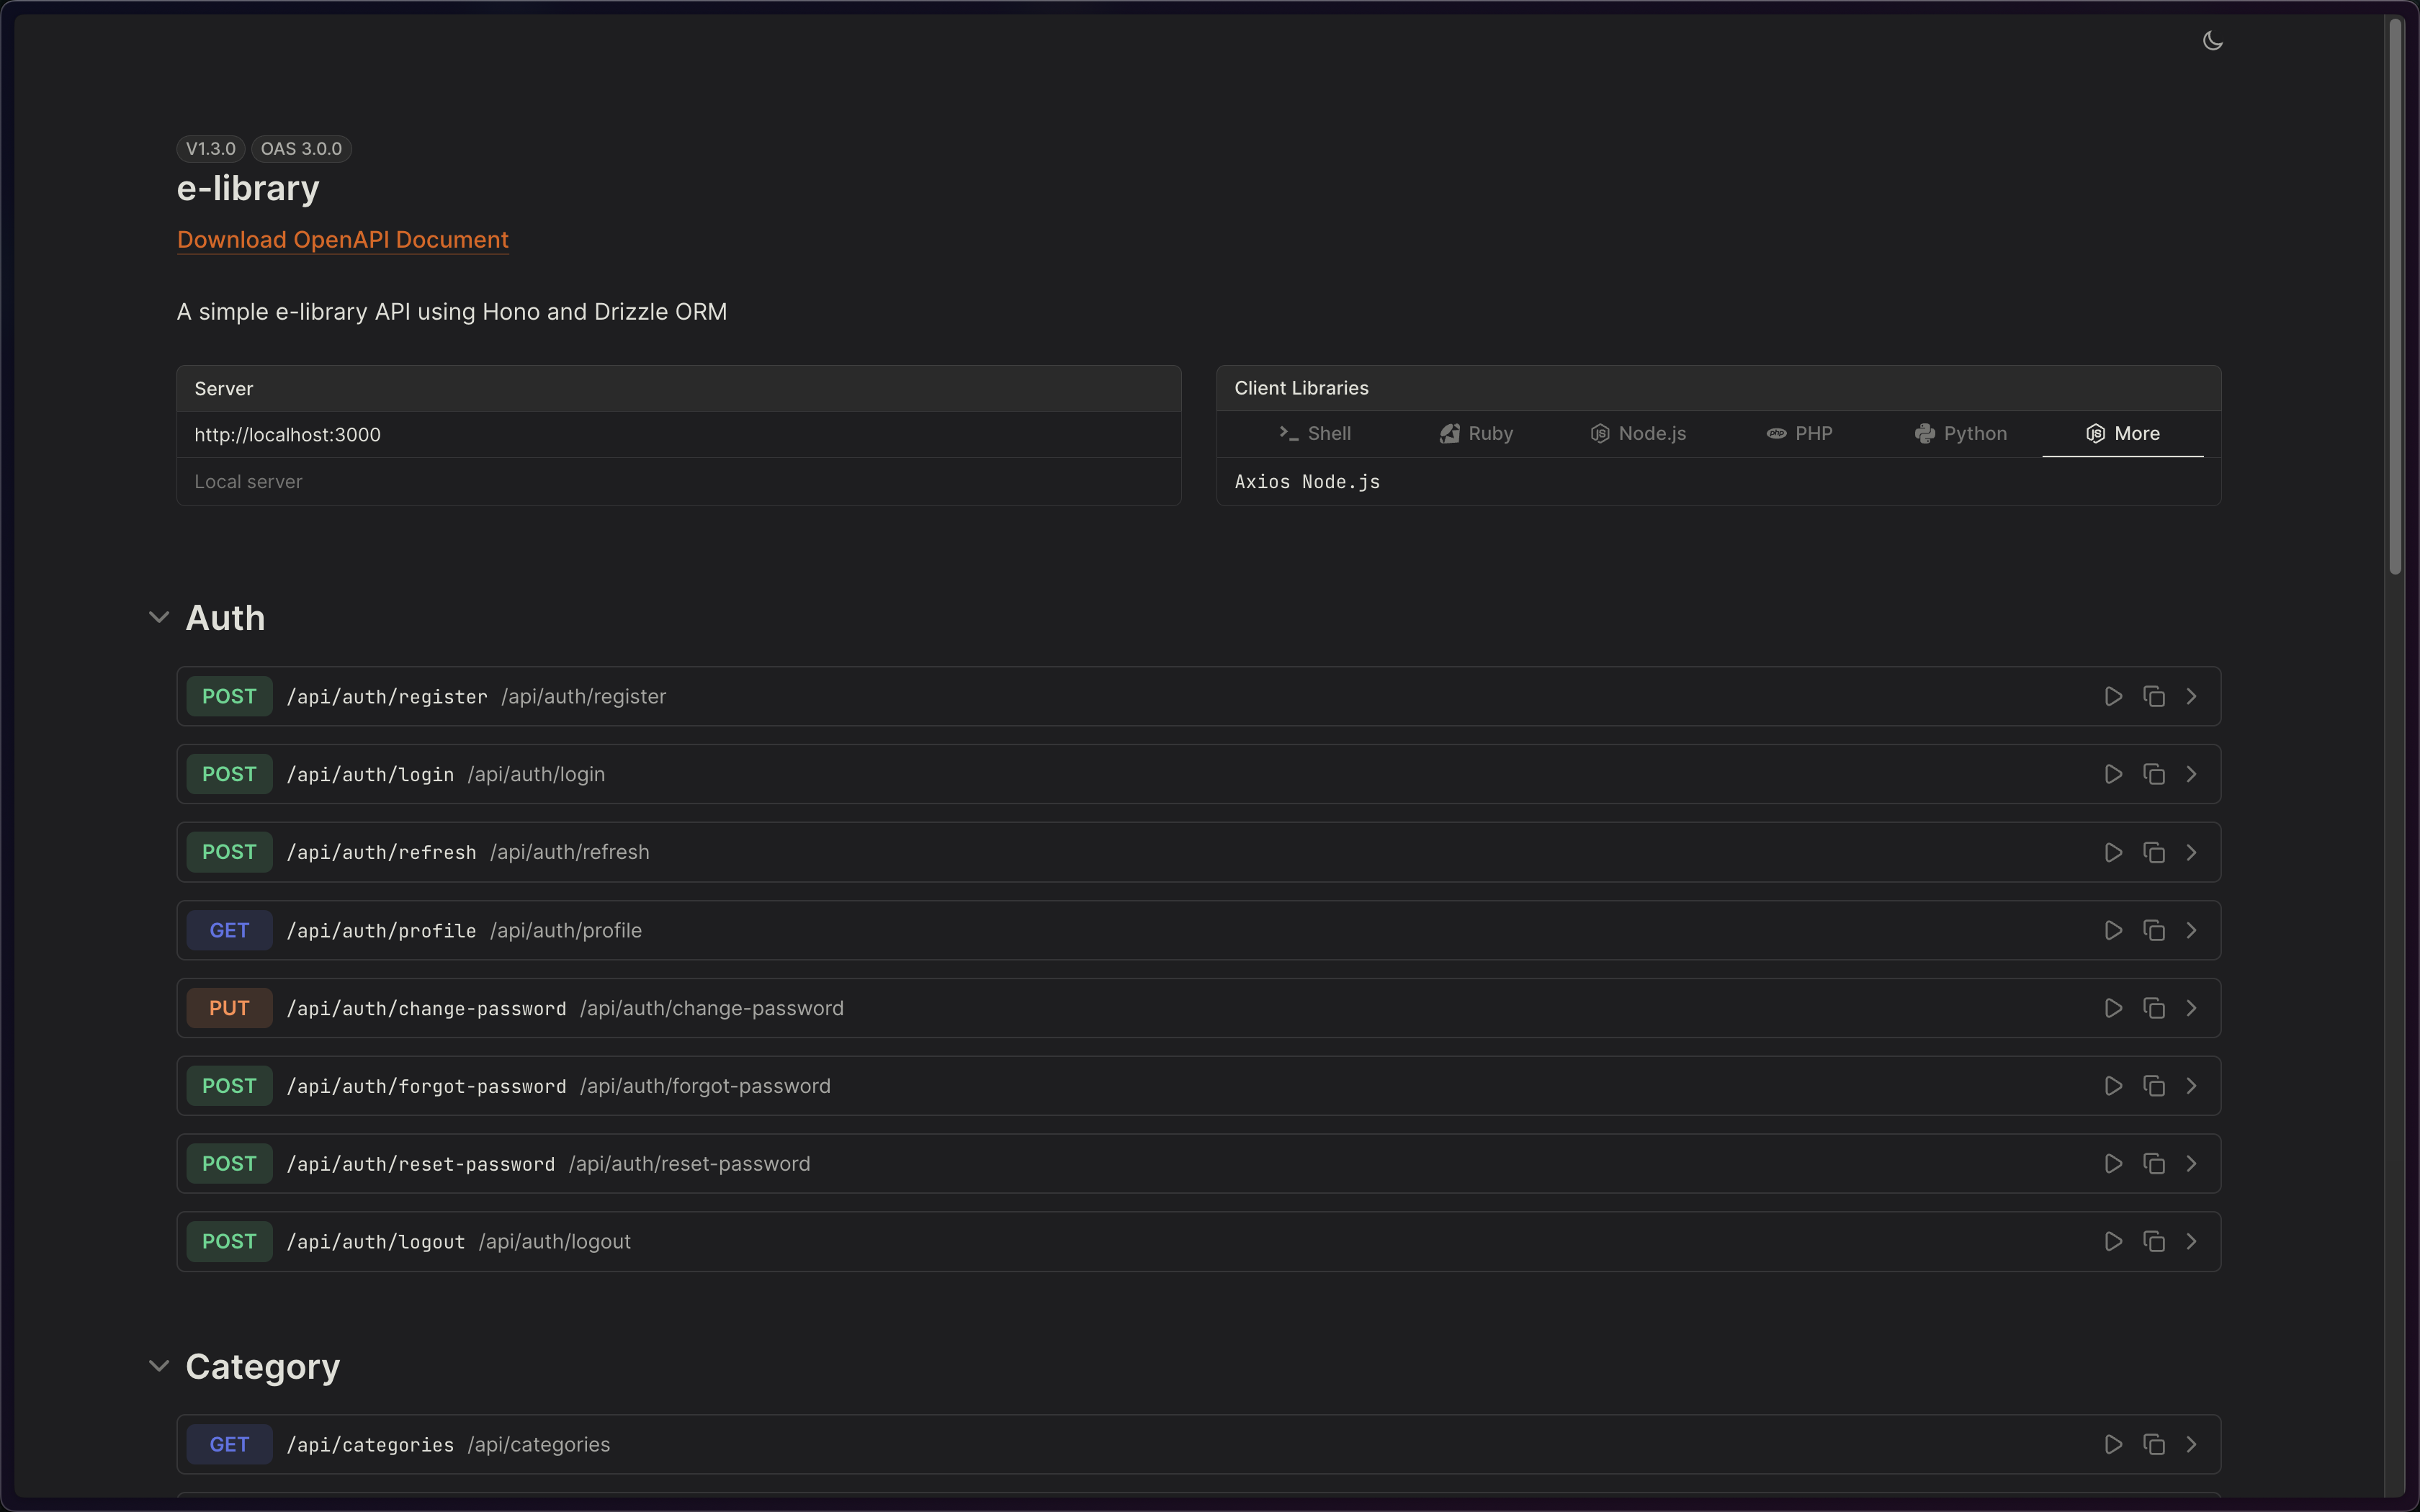 V1.3.0 OAS 3.0.0
e-library
Download OpenAPI Document
A simple e-library API using Hono and Drizzle ORM
Server
http://localhost:3000
Local server
Client Libraries
Shell Ruby Node.js PHP Python More
Axios Node.js
Auth
POST /api/auth/register /api/auth/register
POST /api/auth/login /api/auth/login
POST /api/auth/refresh /api/auth/refresh
GET /api/auth/profile /api/auth/profile
PUT /api/auth/change-password /api/auth/change-password
POST /api/auth/forgot-password /api/auth/forgot-password
POST /api/auth/reset-password /api/auth/reset-password
POST /api/auth/logout /api/auth/logout
Category
GET /api/categories /api/categories